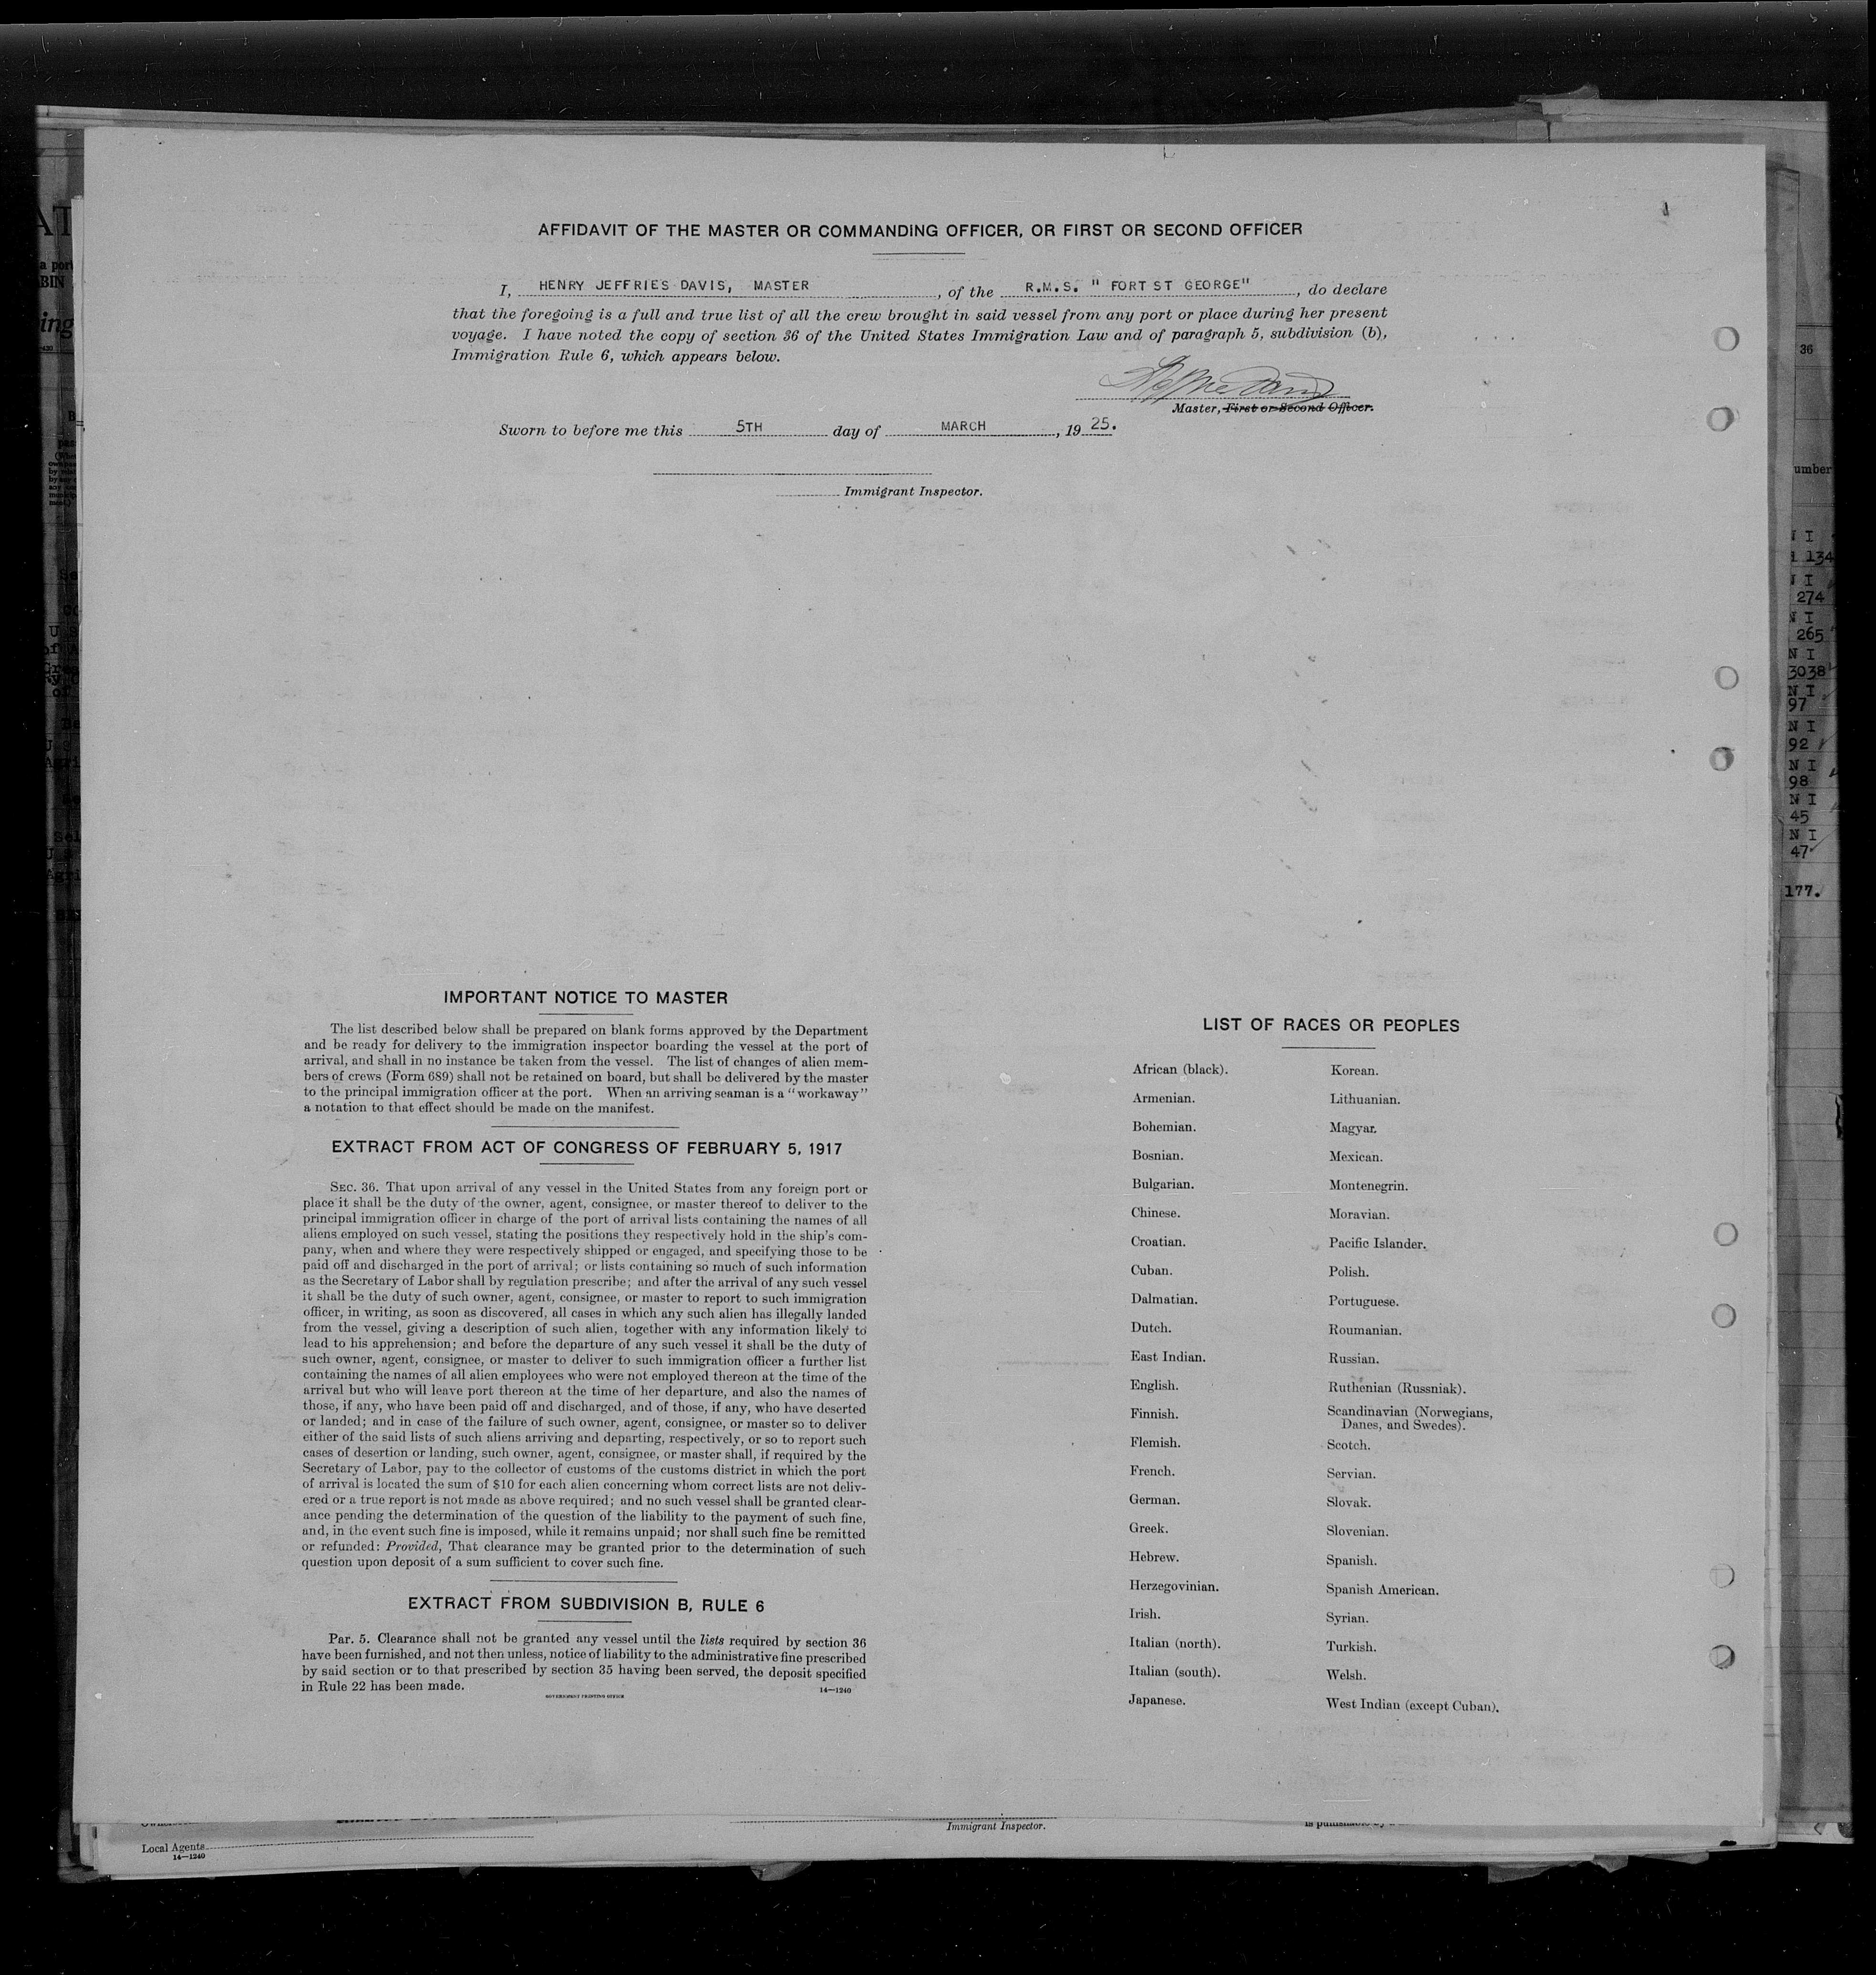 AFFIDAVIT OF THE MASTER OR COMMANDING OFFICER, OR FIRST OR SECOND OFFICER
I, HENRY JEFFRIES DAVIS, MASTER, of the R.M.S. " FORT ST GEORGE", do declare
that the foregoing is a full and true list of all the crew brought in said vessel from any port or place during her present
voyage. I have noted the copy of section 36 of the United States Immigration Law and of paragraph 5, subdivision (b),
Immigration Rule 6, which appears below.
Master, First or Second Officer.
Sworn to before me this 5TH day of MARCH, 19 25.
Immigrant Inspector.
IMPORTANT NOTICE TO MASTER
The list described below shall be prepared on blank forms approved by the Department
and be ready for delivery to the immigration inspector boarding the vessel at the port of
arrival, and shall in no instance be taken from the vessel. The list of changes of alien mem-
bers of crews (Form 689) shall not be retained on board, but shall be delivered by the master
to the principal immigration officer at the port. When an arriving seaman is a "workaway"
a notation to that effect should be made on the manifest.
EXTRACT FROM ACT OF CONGRESS OF FEBRUARY 5, 1917
SEC. 36. That upon arrival of any vessel in the United States from any foreign port or
place it shall be the duty of the owner, agent, consignee, or master thereof to deliver to the
principal immigration officer in charge of the port of arrival lists containing the names of all
aliens employed on such vessel, stating the positions they respectively hold in the ship's com-
pany, when and where they were respectively shipped or engaged, and specifying those to be
paid off and discharged in the port of arrival; or lists containing so much of such information
as the Secretary of Labor shall by regulation prescribe; and after the arrival of any such vessel
it shall be the duty of such owner, agent, consignee, or master to report to such immigration
officer, in writing, as soon as discovered, all cases in which any such alien has illegally landed
from the vessel, giving a description of such alien, together with any information likely to
lead to his apprehension; and before the departure of any such vessel it shall be the duty of
such owner, agent, consignee, or master to deliver to such immigration officer a further list
containing the names of all alien employees who were not employed thereon at the time of the
arrival but who will leave port thereon at the time of her departure, and also the names of
those, if any, who have been paid off and discharged, and of those, if any, who have deserted
or landed; and in case of the failure of such owner, agent, consignee, or master so to deliver
either of the said lists of such aliens arriving and departing, respectively, or so to report such
cases of desertion or landing, such owner, agent, consignee, or master shall, if required by the
Secretary of Labor, pay to the collector of customs of the customs district in which the port
of arrival is located the sum of $10 for each alien concerning whom correct lists are not deliv-
ered or a true report is not made as above required; and no such vessel shall be granted clear-
ance pending the determination of the question of the liability to the payment of such fine,
and, in the event such fine is imposed, while it remains unpaid; nor shall such fine be remitted
or refunded: Provided, That clearance may be granted prior to the determination of such
question upon deposit of a sum sufficient to cover such fine.
EXTRACT FROM SUBDIVISION B, RULE 6
Par. 5. Clearance shall not be granted any vessel until the lists required by section 36
have been furnished, and not then unless, notice of liability to the administrative fine prescribed
by said section or to that prescribed by section 35 having been served, the deposit specified
in Rule 22 has been made.
GOVERNMENT PRINTING OFFICE 14—1240
LIST OF RACES OR PEOPLES
African (black).
Armenian.
Bohemian.
Bosnian.
Bulgarian.
Chinese.
Croatian.
Cuban.
Dalmatian.
Dutch.
East Indian.
English.
Finnish.
Flemish.
French.
German.
Greek.
Hebrew.
Herzegovinian.
Irish.
Italian (north).
Italian (south).
Japanese.
Korean.
Lithuanian.
Magyar.
Mexican.
Montenegrin.
Moravian.
Pacific Islander.
Polish.
Portuguese.
Roumanian.
Russian.
Ruthenian (Russniak).
Scandinavian (Norwegians,
Danes, and Swedes).
Scotch.
Servian.
Slovak.
Slovenian.
Spanish.
Spanish American.
Syrian.
Turkish.
Welsh.
West Indian (except Cuban).
36
N I
134
N I
274
N I
265
N I
3038
N I
97
N I
92
N I
98
N I
45
N I
47
177.
Local Agents
14—1240
Immigrant Inspector.